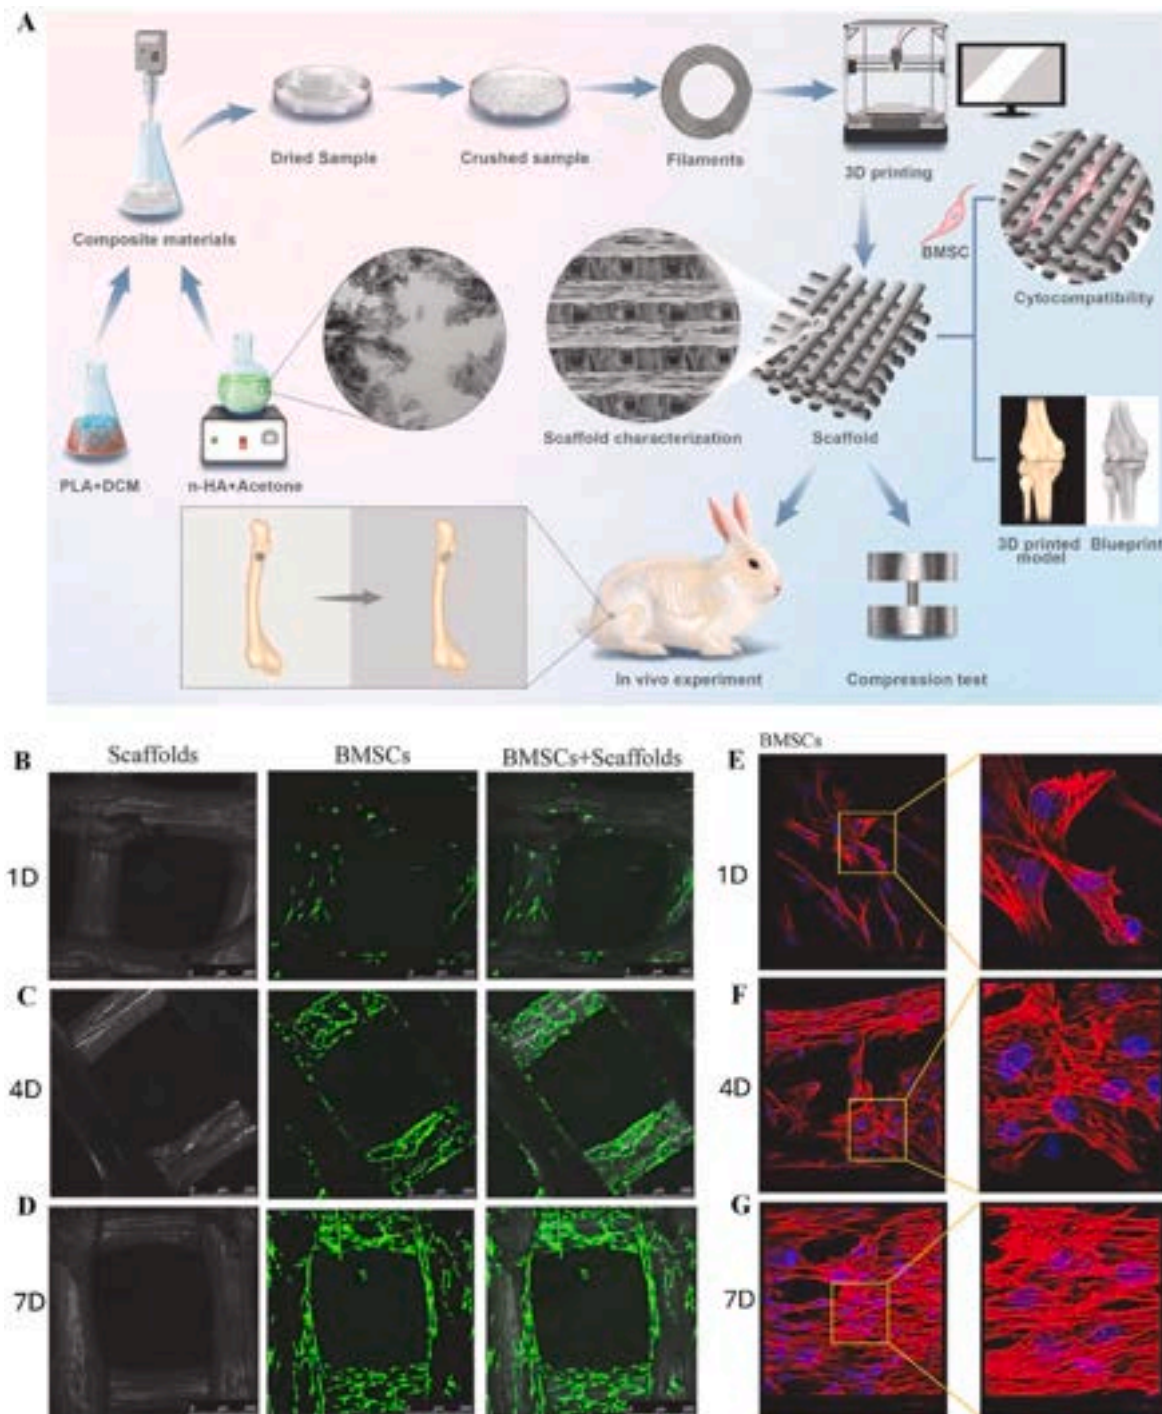 A
Dried Sample
Crushed sample
Filaments
3D printing
Composite materials
BMSC
Cytocompatibility
PLA+DCM
n-HA+Acetone
Scaffold characterization
Scaffold
3D printed
model
Blueprint
In vivo experiment
Compression test
B
Scaffolds
BMSCs
BMSCs+Scaffolds
1D
C
4D
D
7D
BMSCs
E
1D
F
4D
G
7D